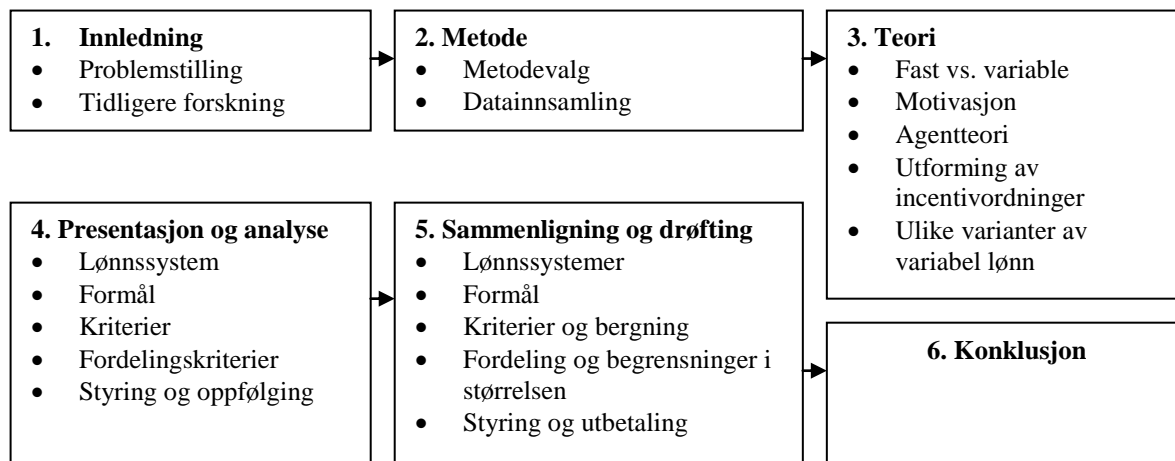 1. Innledning
• Problemstilling
• Tidligere forskning
2. Metode
• Metodevalg
• Datainnsamling
3. Teori
• Fast vs. variable
• Motivasjon
• Agentteori
• Utforming av
incentivordninger
• Ulike varianter av
variabel lønn
4. Presentasjon og analyse
• Lønnssystem
• Formål
• Kriterier
• Fordelingskriterier
• Styring og oppfølging
5. Sammenligning og drøfting
• Lønnssystemer
• Formål
• Kriterier og bergning
• Fordeling og begrensninger i
størrelsen
• Styring og utbetaling
6. Konklusjon